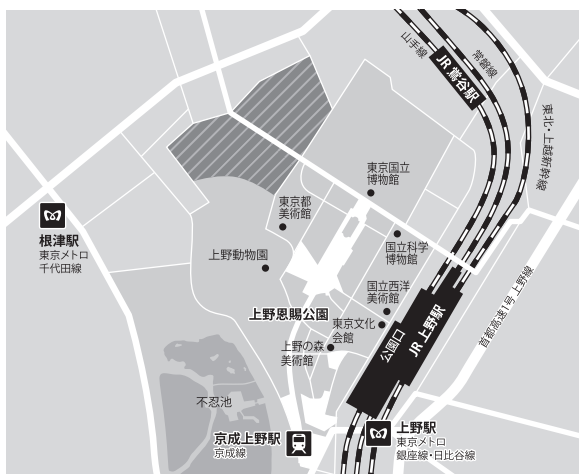 山手線
JR 鶯谷駅
常磐線
東北・上越新幹線
東京国立
博物館
東京都
美術館
根津駅
東京メトロ
千代田線
上野動物園
国立科学
博物館
国立西洋
美術館
上野恩賜公園
東京文化
会館
公園口
JR 上野駅
首都高速1号 上野線
上野の森
美術館
不忍池
京成上野駅
京成線
上野駅
東京メトロ
銀座線・日比谷線